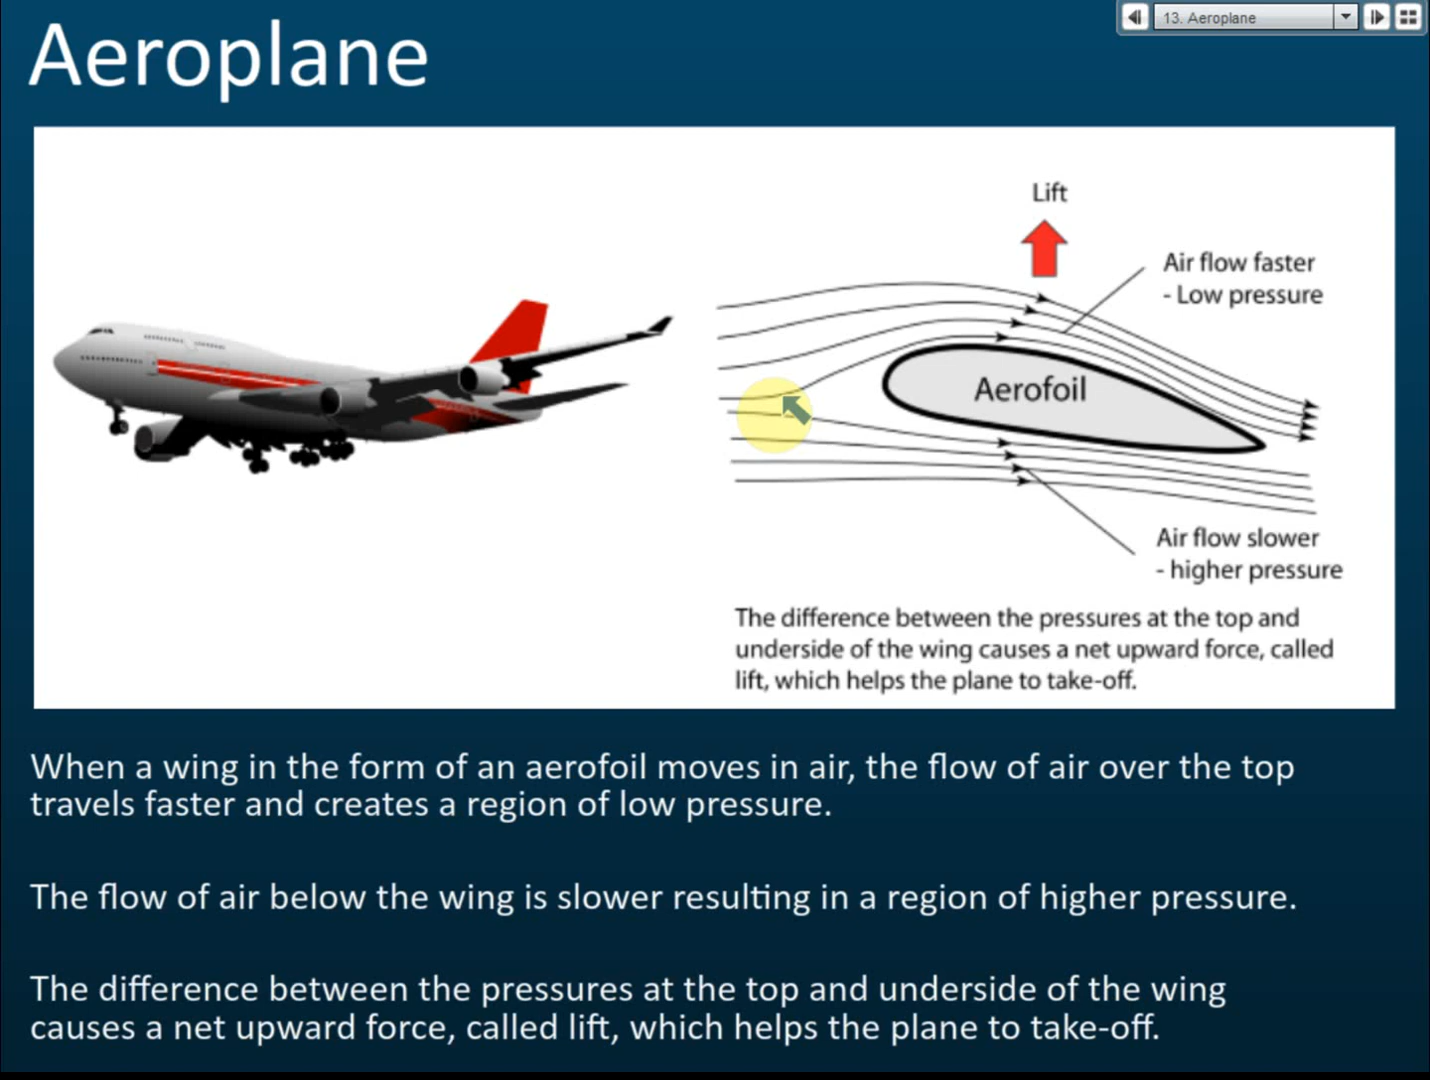 13. Aeroplane
Aeroplane
Lift
Air flow faster
- Low pressure
Aerofoil
Air flow slower
- higher pressure
The difference between the pressures at the top and
underside of the wing causes a net upward force, called
lift, which helps the plane to take-off.
When a wing in the form of an aerofoil moves in air, the flow of air over the top
travels faster and creates a region of low pressure.
The flow of air below the wing is slower resulting in a region of higher pressure.
The difference between the pressures at the top and underside of the wing
causes a net upward force, called lift, which helps the plane to take-off.